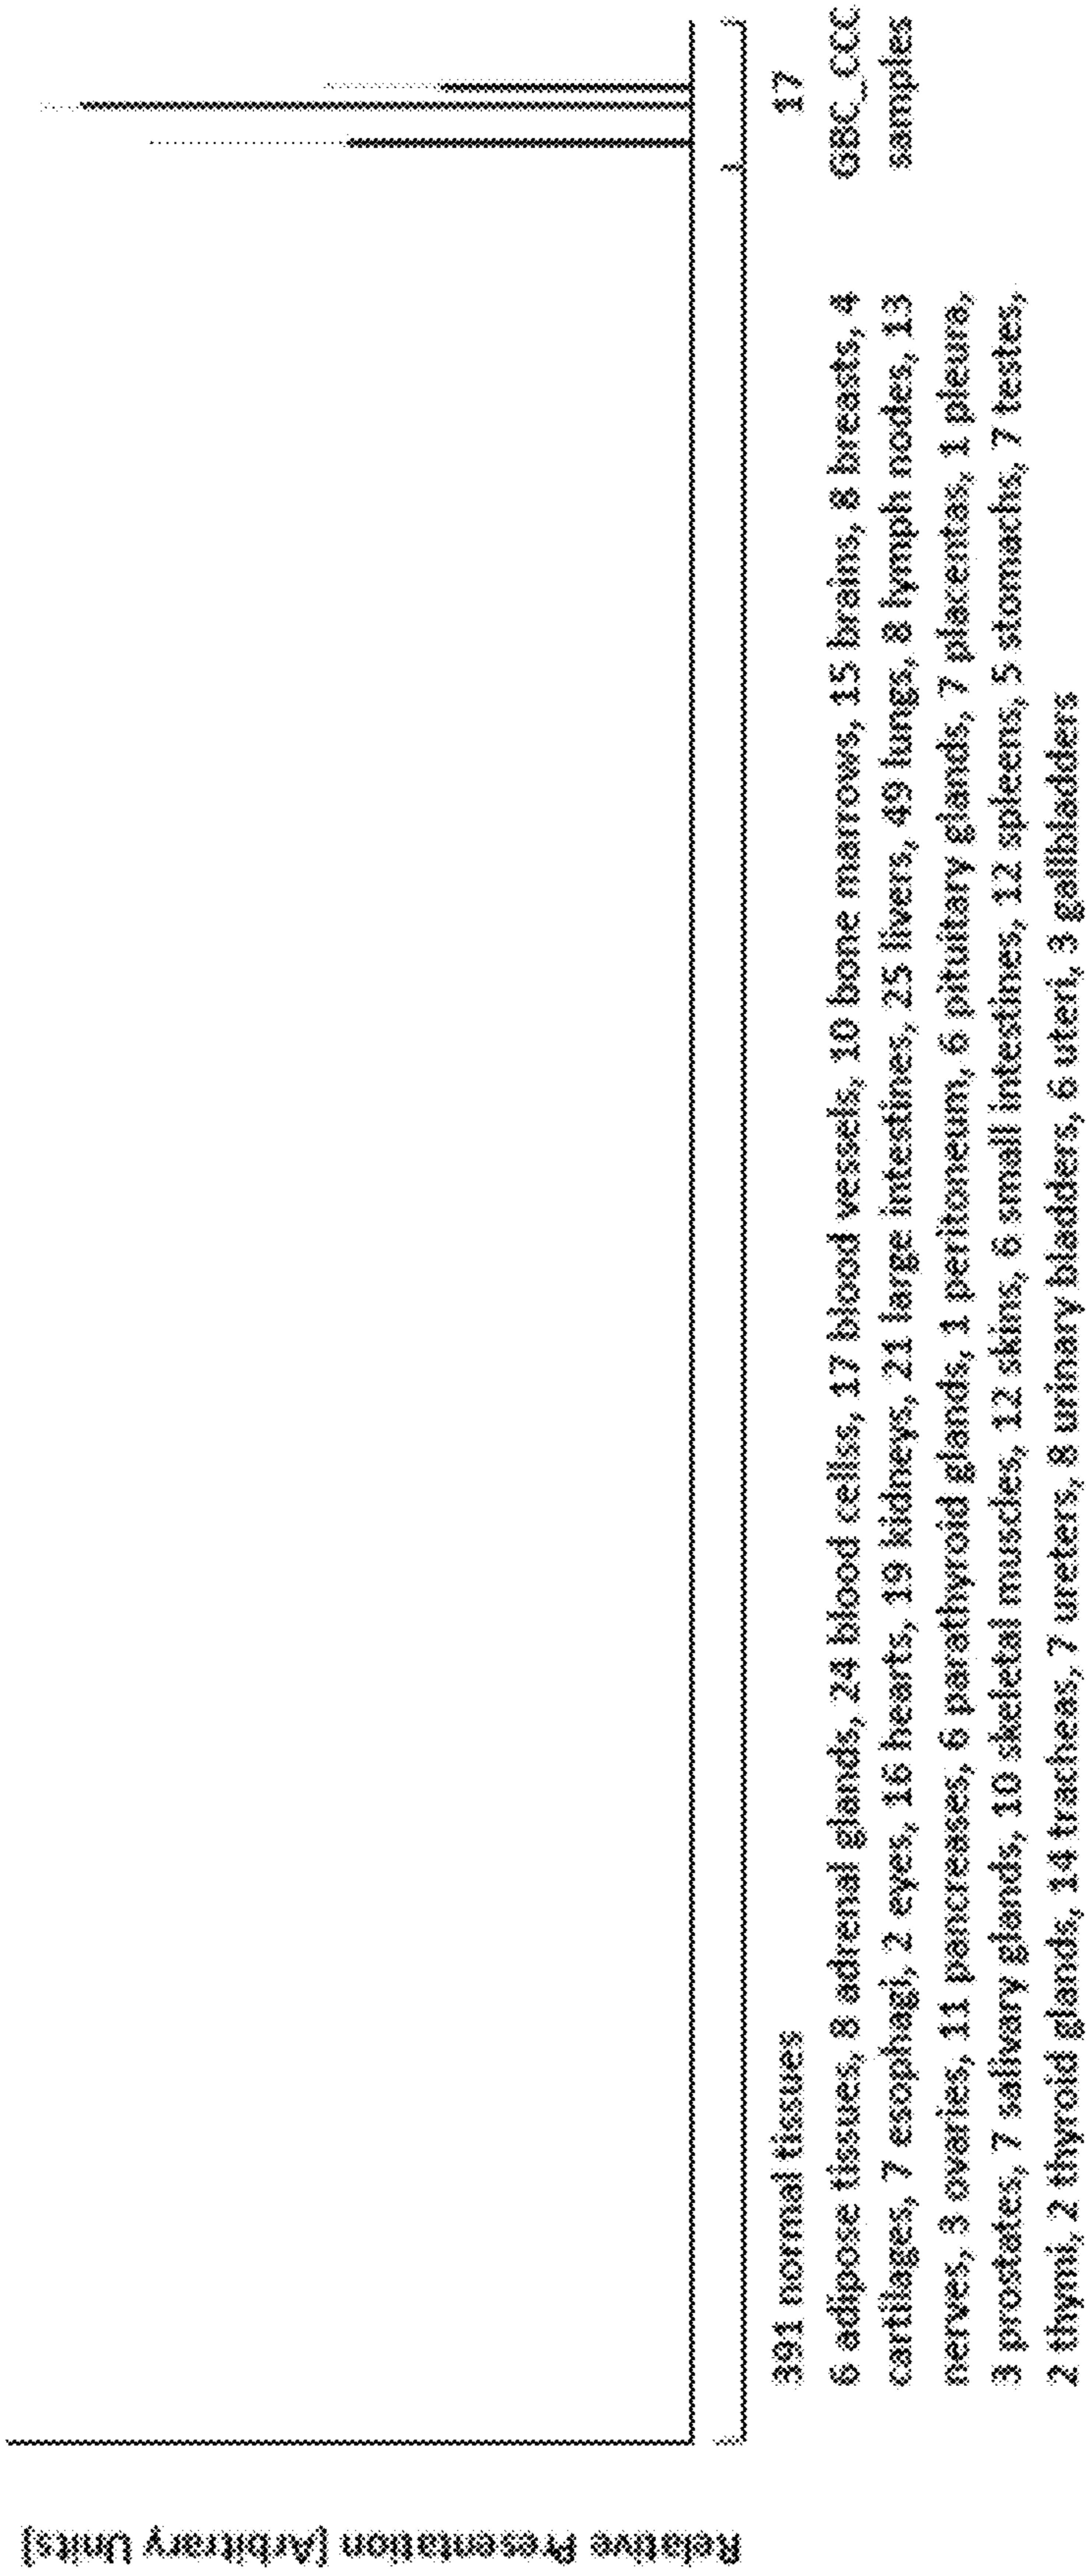 Relative Presentation [Arbitrary Units]
391 normal tissues
17
6 adipose tissues, 8 adrenal glands, 24 blood cellss, 17 blood vessels, 10 bone marrows, 15 brains, 8 breasts, 4
GBC_CCC
cartilages, 7 esophagi, 2 eyes, 16 hearts, 19 kidneys, 21 large intestines, 25 livers, 49 lungs, 8 lymph nodes, 13
samples
nerves, 3 ovaries, 11 pancreases, 6 parathyroid glands, 1 peritoneum, 6 pituitary glands, 7 placentas, 1 pleura,
3 prostates, 7 salivary glands, 10 skeletal muscles, 12 skins, 6 small intestines, 12 spleens, 5 stomachs, 7 testes,
2 thymi, 2 thyroid glands, 14 tracheas, 7 ureters, 8 urinary bladders, 6 uteri, 3 gallbladders